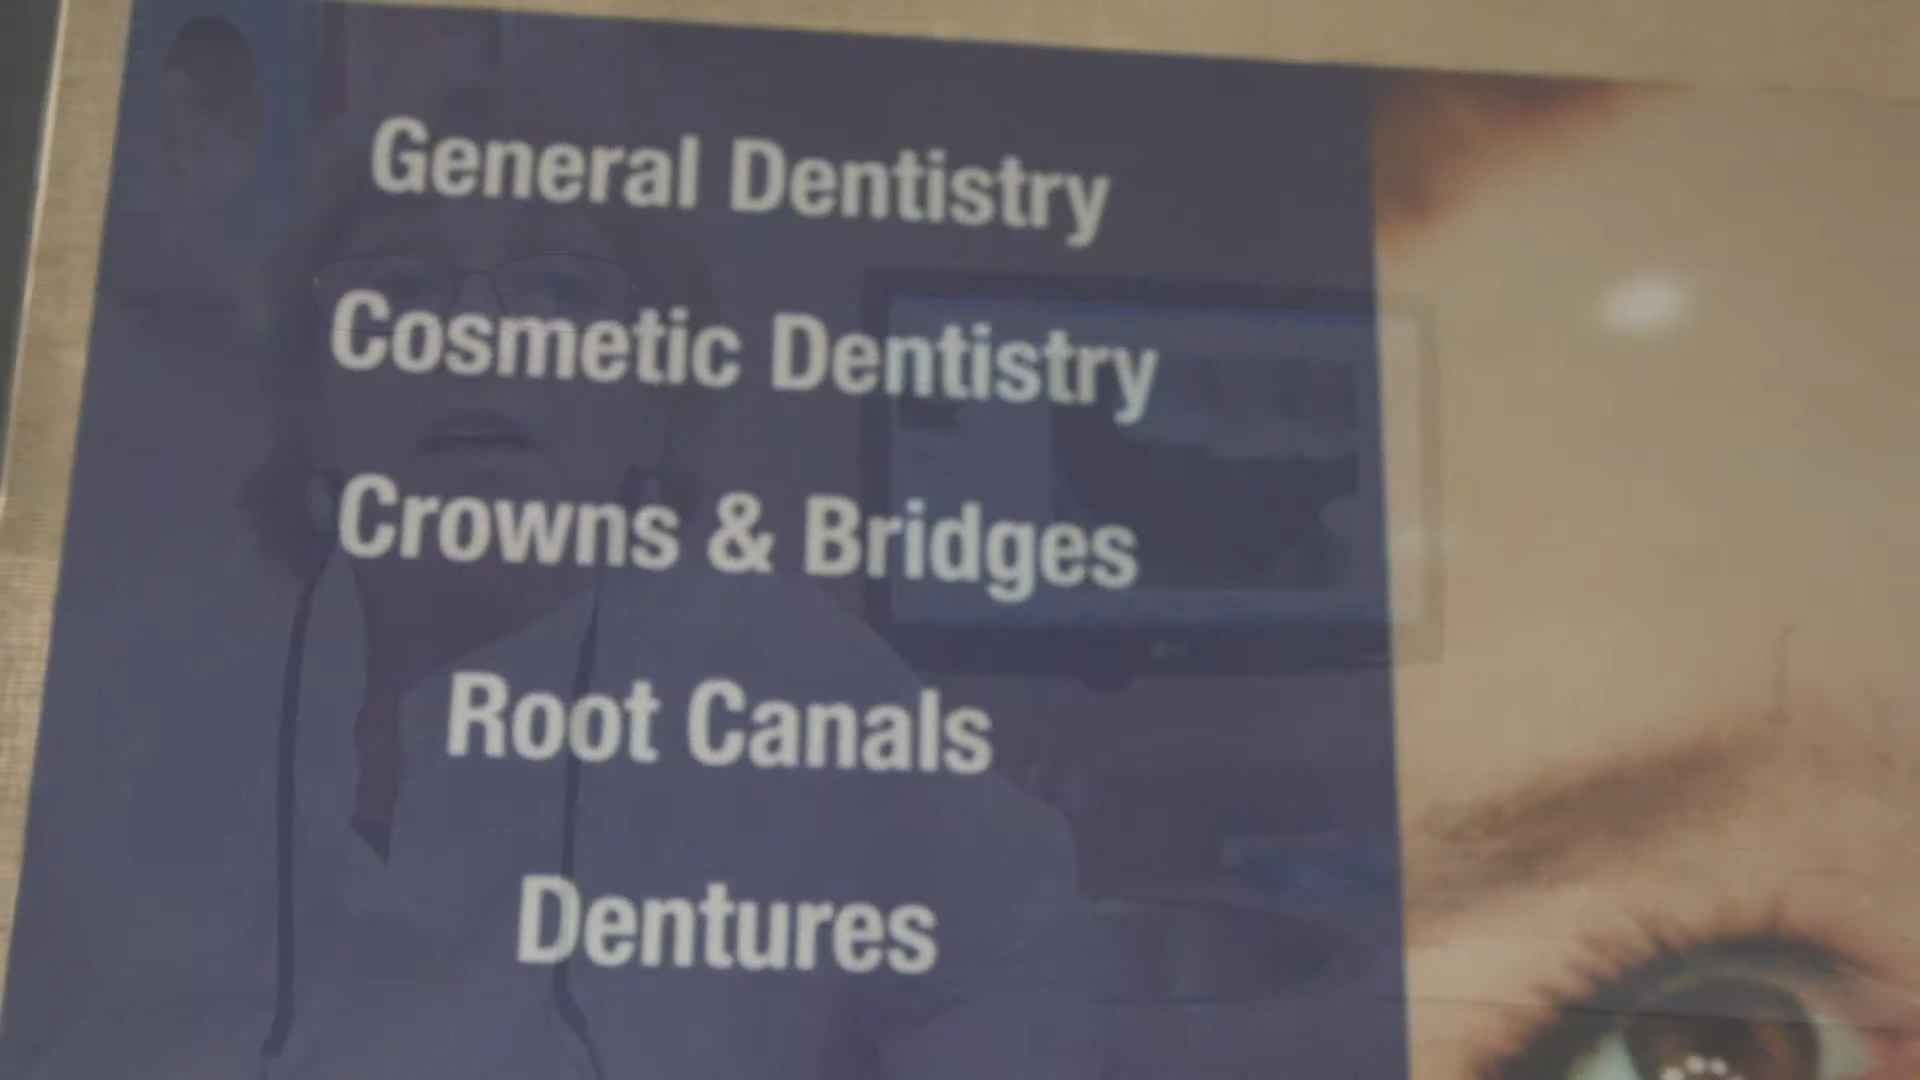 General Dentistry
Cosmetic Dentistry
Crowns & Bridges
Root Canals
Dentures